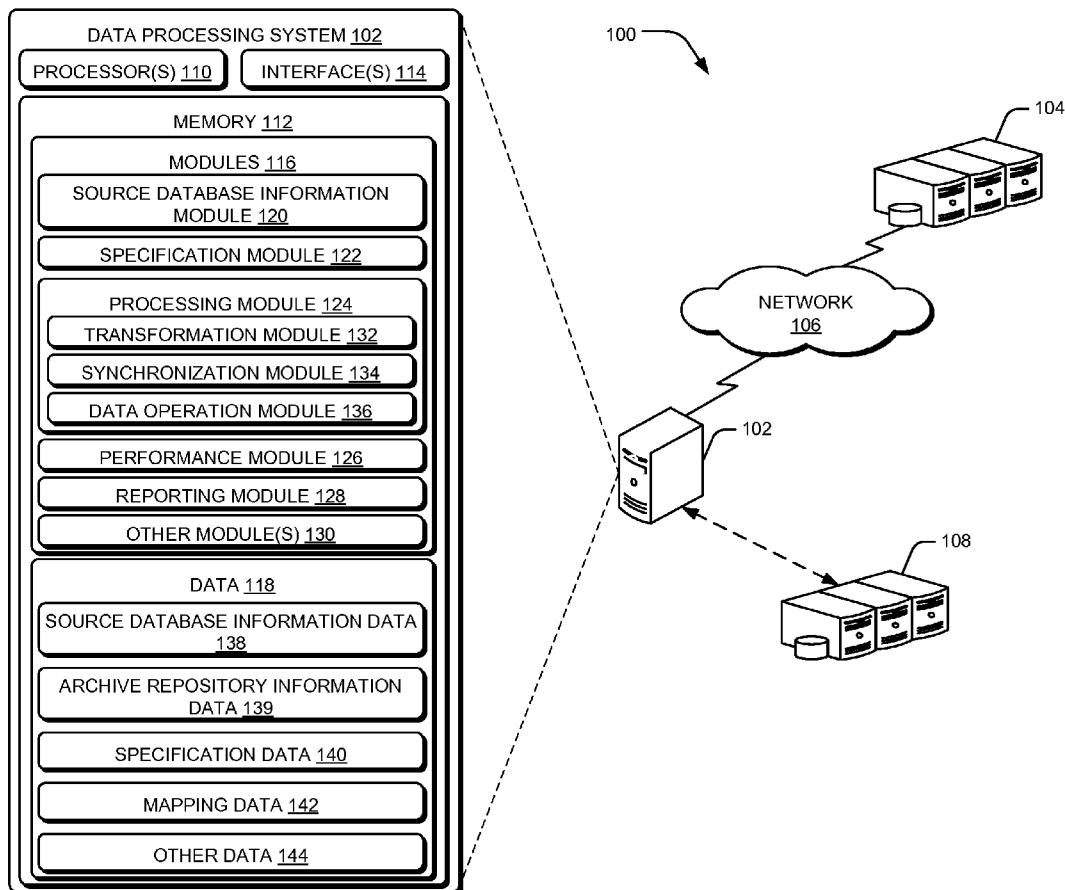 DATA PROCESSING SYSTEM 102
PROCESSOR(S) 110
INTERFACE(S) 114
MEMORY 112
MODULES 116
SOURCE DATABASE INFORMATION
MODULE 120
SPECIFICATION MODULE 122
PROCESSING MODULE 124
TRANSFORMATION MODULE 132
SYNCHRONIZATION MODULE 134
DATA OPERATION MODULE 136
PERFORMANCE MODULE 126
REPORTING MODULE 128
OTHER MODULE(S) 130
DATA 118
SOURCE DATABASE INFORMATION DATA
138
ARCHIVE REPOSITORY INFORMATION
DATA 139
SPECIFICATION DATA 140
MAPPING DATA 142
OTHER DATA 144
100
104
NETWORK
106
102
108